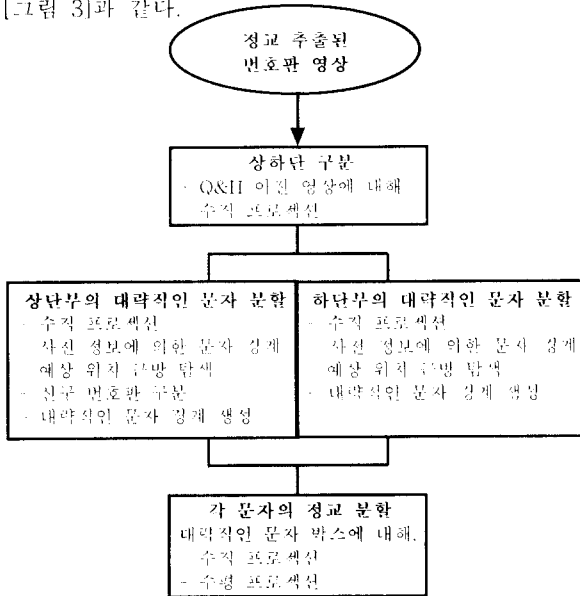 [그림 3]과 같다.
정교 추출된
번호판 영상
상하단 구분
- Q&H 이진 영상에 대해
수직 프로젝션
상단부의 대략적인 문자 분할
- 수직 프로젝션
- 사전 정보에 의한 문자 경계
예상 위치 근방 탐색
- 신구 번호판 구분
- 대략적인 문자 경계 생성
하단부의 대략적인 문자 분할
- 수직 프로젝션
- 사전 정보에 의한 문자 경계
예상 위치 근방 탐색
- 대략적인 문자 경계 생성
각 문자의 정교 분할
대략적인 문자 박스에 대해,
- 수직 프로젝션
- 수평 프로젝션